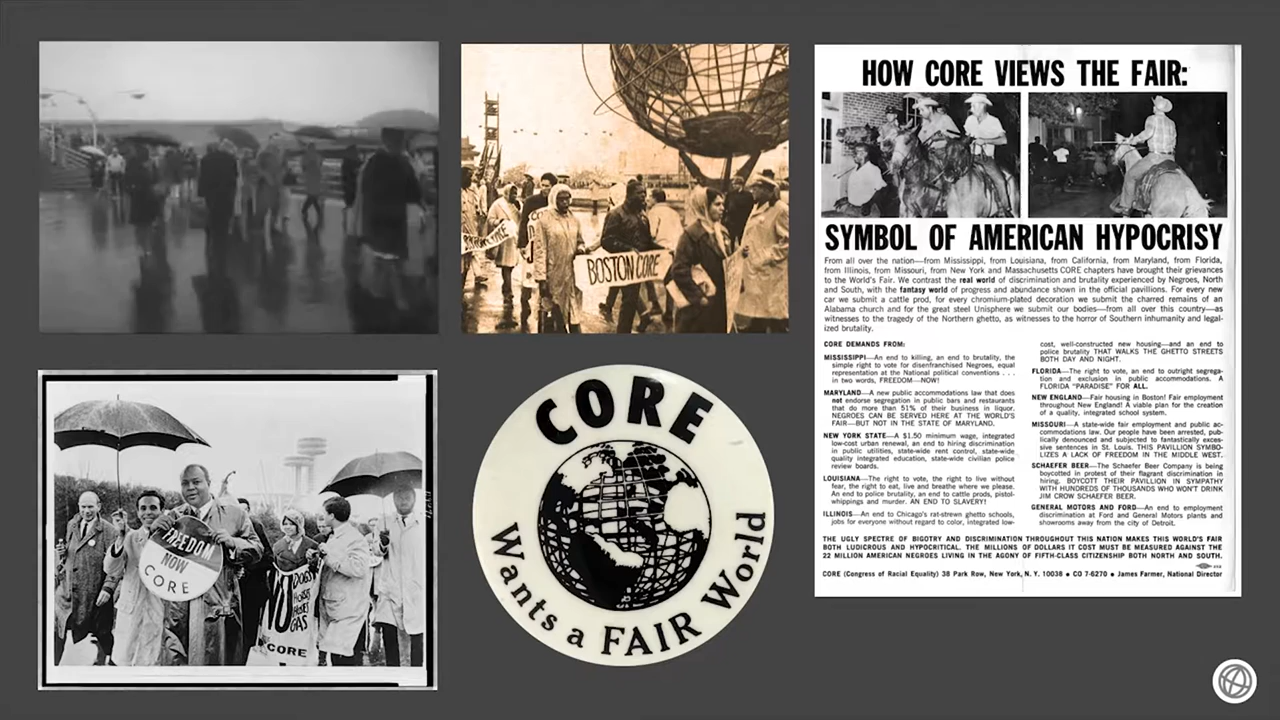 BOSTON CORE
FREEDOM
NOW
CORE
NO
DOGS
HORSES
HOSES
GAS
CORE
CORE
Wants a FAIR World
HOW CORE VIEWS THE FAIR:
SYMBOL OF AMERICAN HYPOCRISY
From all over the nation—from Mississippi, from Louisiana, from California, from Maryland, from Florida,
from Illinois, from Missouri, from New York and Massachusetts CORE chapters have brought their grievances
to the World's Fair. We contrast the real world of discrimination and brutality experienced by Negroes, North
and South, with the fantasy world of progress and abundance shown in the official pavillions. For every new
car we submit a cattle prod, for every chromium-plated decoration we submit the charred remains of an
Alabama church and for the great steel Unisphere we submit our bodies—from all over this country—as
witnesses to the tragedy of the Northern ghetto, as witnesses to the horror of Southern inhumanity and legal-
ized brutality.
CORE DEMANDS FROM:
MISSISSIPPI—An end to killing, an end to brutality, the
simple right to vote for disenfranchised Negroes, equal
representation at the National political conventions . . .
in two words, FREEDOM—NOW!
MARYLAND—A new public accommodations law that does
not endorse segregation in public bars and restaurants
that do more than 51% of their business in liquor.
NEGROES CAN BE SERVED HERE AT THE WORLD'S
FAIR—BUT NOT IN THE STATE OF MARYLAND.
NEW YORK STATE—A $1.50 minimum wage, integrated
low-cost urban renewal, an end to hiring discrimination
in public utilities, state-wide rent control, state-wide
quality integrated education, state-wide civilian police
review boards.
LOUISIANA—The right to vote, the right to live without
fear, the right to eat, live and breathe where we please.
An end to police brutality, an end to cattle prods, pistol-
whippings and murder. AN END TO SLAVERY!
ILLINOIS—An end to Chicago's rat-strewn ghetto schools,
jobs for everyone without regard to color, integrated low-
cost, well-constructed new housing—and an end to
police brutality THAT WALKS THE GHETTO STREETS
BOTH DAY AND NIGHT.
FLORIDA—The right to vote, an end to outright segrega-
tion and exclusion in public accommodations. A
FLORIDA "PARADISE" FOR ALL.
NEW ENGLAND—Fair housing in Boston! Fair employment
throughout New England! A viable plan for the creation
of a quality, integrated school system.
MISSOURI—A state-wide fair employment and public ac-
commodations law. Our people have been arrested, pub-
lically denounced and subjected to fantastically exces-
sive sentences in St. Louis. THIS PAVILLION SYMBO-
LIZES A LACK OF FREEDOM IN THE MIDDLE WEST.
SCHAEFER BEER—The Schaefer Beer Company is being
boycotted in protest of their flagrant discrimination in
hiring. BOYCOTT THEIR PAVILLION IN SYMPATHY
WITH HUNDREDS OF THOUSANDS WHO WON'T DRINK
JIM CROW SCHAEFER BEER.
GENERAL MOTORS AND FORD—An end to employment
discrimination at Ford and General Motors plants and
showrooms away from the city of Detroit.
THE UGLY SPECTRE OF BIGOTRY AND DISCRIMINATION THROUGHOUT THIS NATION MAKES THIS WORLD'S FAIR
BOTH LUDICROUS AND HYPOCRITICAL. THE MILLIONS OF DOLLARS IT COST MUST BE MEASURED AGAINST THE
22 MILLION AMERICAN NEGROES LIVING IN THE AGONY OF FIFTH-CLASS CITIZENSHIP BOTH NORTH AND SOUTH.
CORE (Congress of Racial Equality) 38 Park Row, New York, N.Y. 10038 • CO 7-6270 • James Farmer, National Director